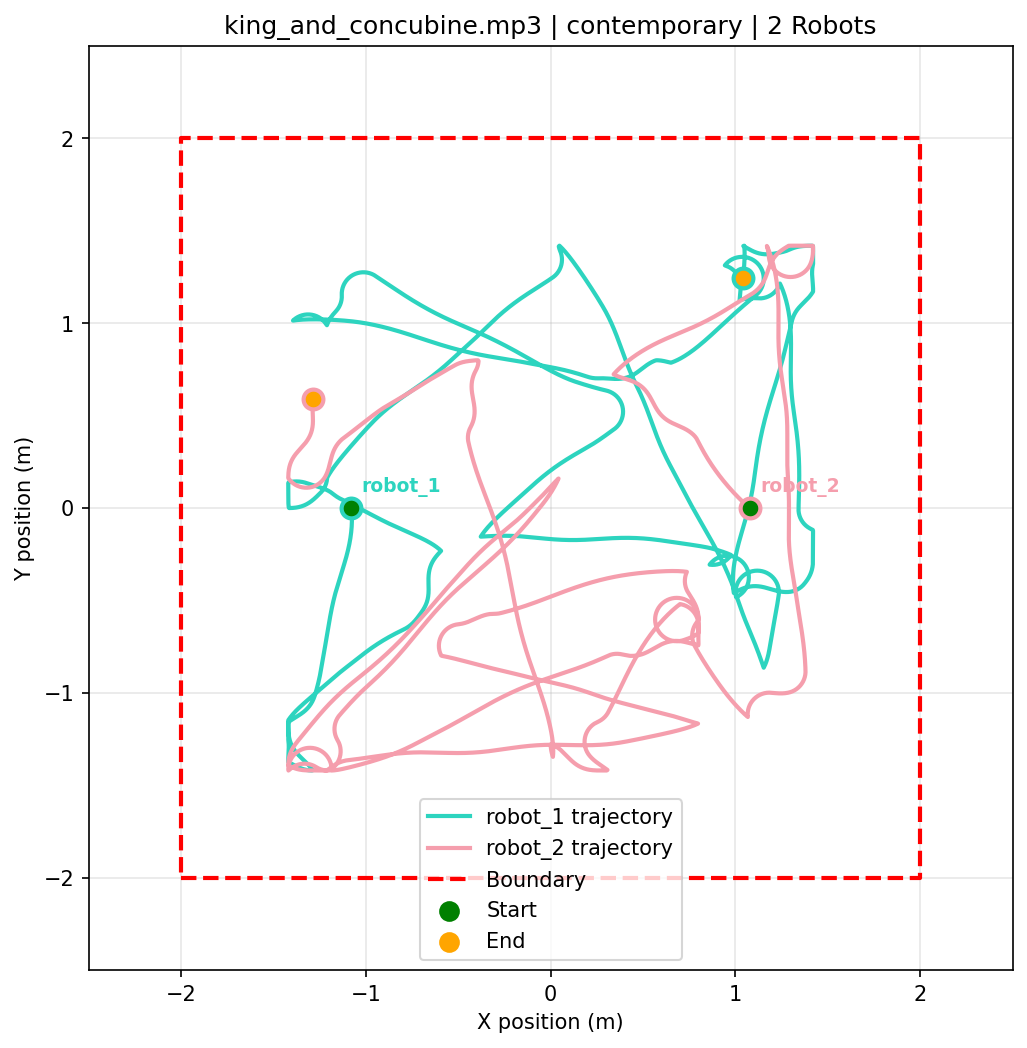 king_and_concubine.mp3 | contemporary | 2 Robots
Y position (m)
2
1
0
−1
−2
robot_1
robot_2
robot_1 trajectory
robot_2 trajectory
Boundary
Start
End
−2
−1
0
1
2
X position (m)